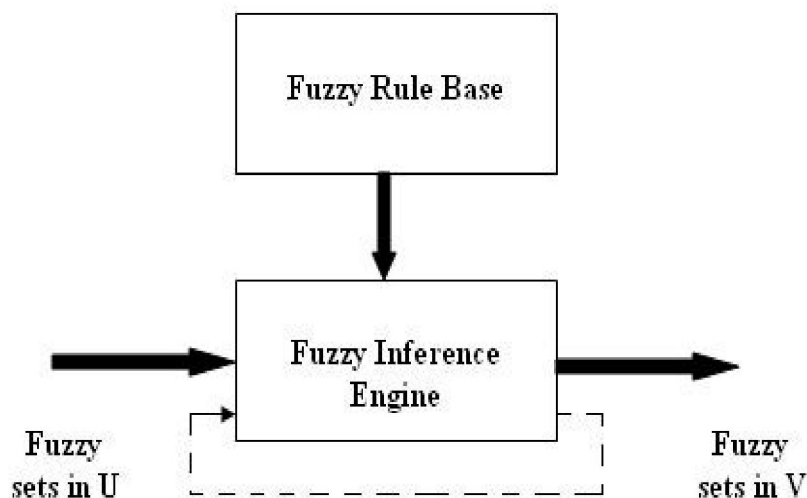 Fuzzy Rule Base
Fuzzy Inference
Engine
Fuzzy
sets in U
Fuzzy
sets in V